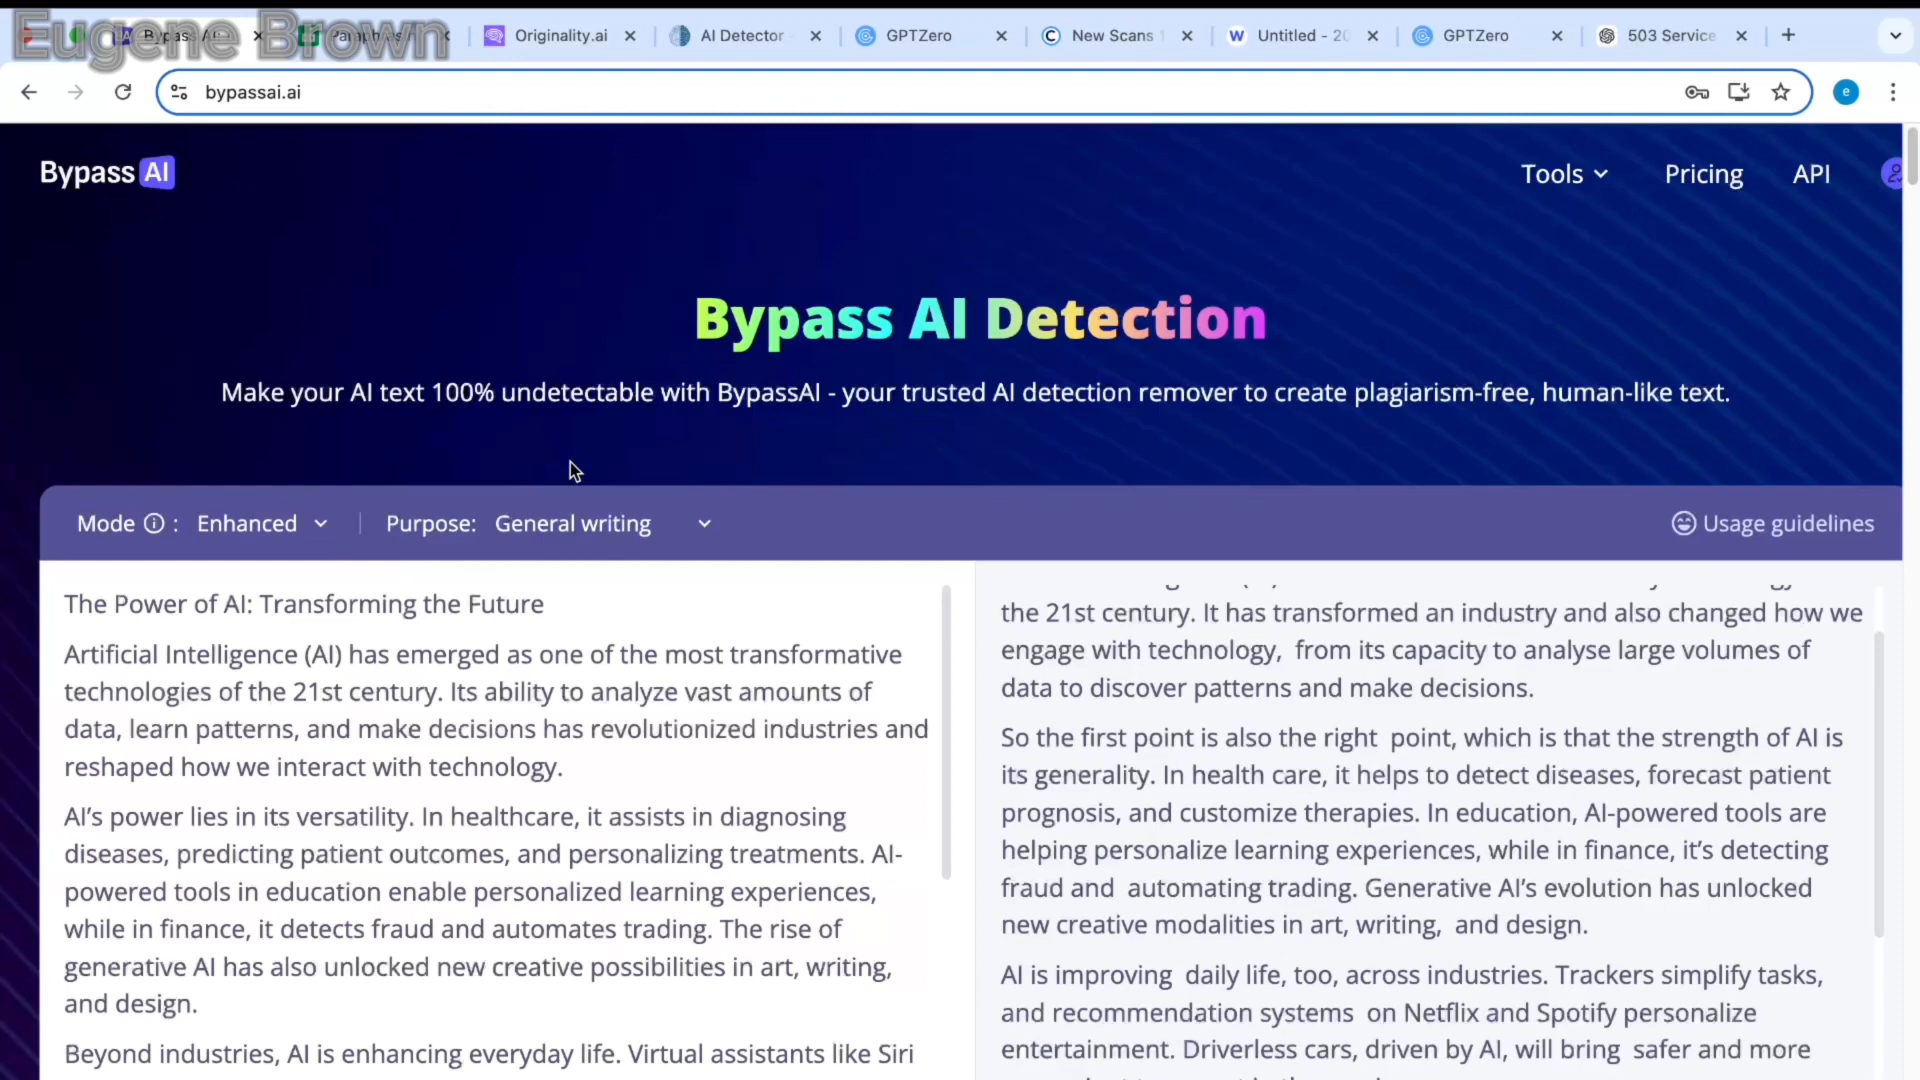 Eugene Brown
Originality.ai
AI Detector
GPTZero
New Scans
Untitled - 20
GPTZero
503 Service
bypassai.ai
e
Bypass AI
Tools
Pricing
API
Bypass AI Detection
Make your AI text 100% undetectable with BypassAI - your trusted AI detection remover to create plagiarism-free, human-like text.
Mode : Enhanced
Purpose: General writing
Usage guidelines
The Power of AI: Transforming the Future
Artificial Intelligence (AI) has emerged as one of the most transformative
technologies of the 21st century. Its ability to analyze vast amounts of
data, learn patterns, and make decisions has revolutionized industries and
reshaped how we interact with technology.
AI’s power lies in its versatility. In healthcare, it assists in diagnosing
diseases, predicting patient outcomes, and personalizing treatments. AI-
powered tools in education enable personalized learning experiences,
while in finance, it detects fraud and automates trading. The rise of
generative AI has also unlocked new creative possibilities in art, writing,
and design.
Beyond industries, AI is enhancing everyday life. Virtual assistants like Siri
the 21st century. It has transformed an industry and also changed how we
engage with technology, from its capacity to analyse large volumes of
data to discover patterns and make decisions.
So the first point is also the right point, which is that the strength of AI is
its generality. In health care, it helps to detect diseases, forecast patient
prognosis, and customize therapies. In education, AI-powered tools are
helping personalize learning experiences, while in finance, it’s detecting
fraud and automating trading. Generative AI’s evolution has unlocked
new creative modalities in art, writing, and design.
AI is improving daily life, too, across industries. Trackers simplify tasks,
and recommendation systems on Netflix and Spotify personalize
entertainment. Driverless cars, driven by AI, will bring safer and more